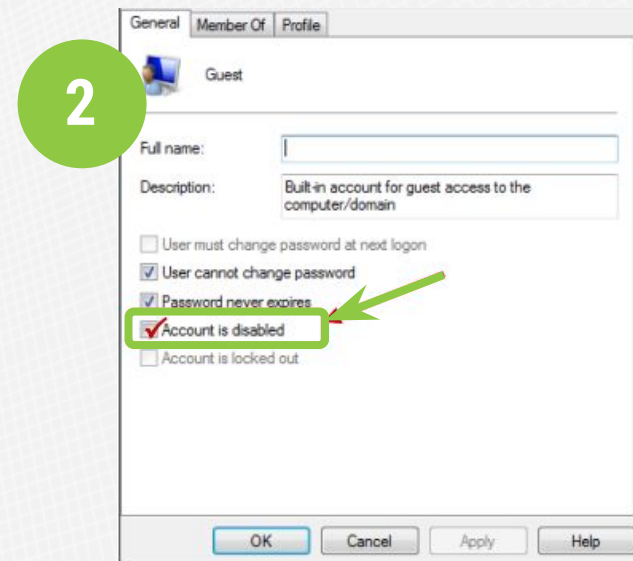 General Member Of Profile
2
Guest
Full name:
Description: Built-in account for guest access to the
computer/domain
User must change password at next logon
User cannot change password
Password never expires
Account is disabled
Account is locked out
OK Cancel Apply Help